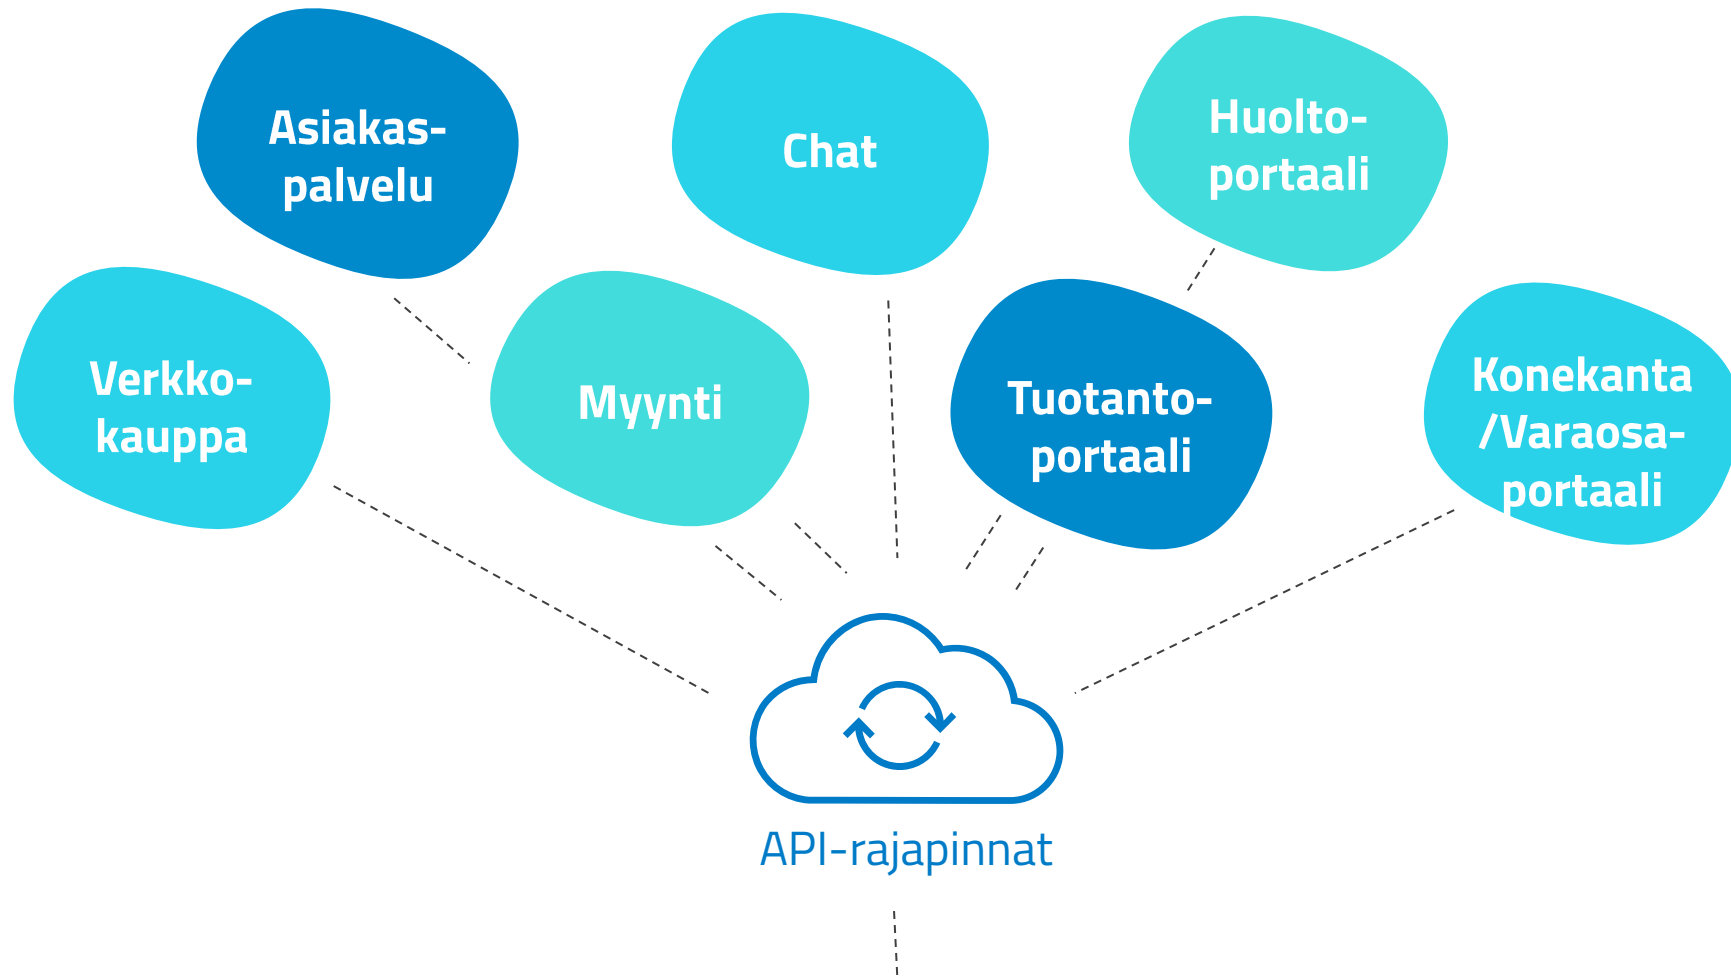 Asiakas-
palvelu
Chat
Huolto-
portaali
Verkko-
kauppa
Myynti
Tuotanto-
portaali
Konekanta
/Varaosa-
portaali
API-rajapinnat